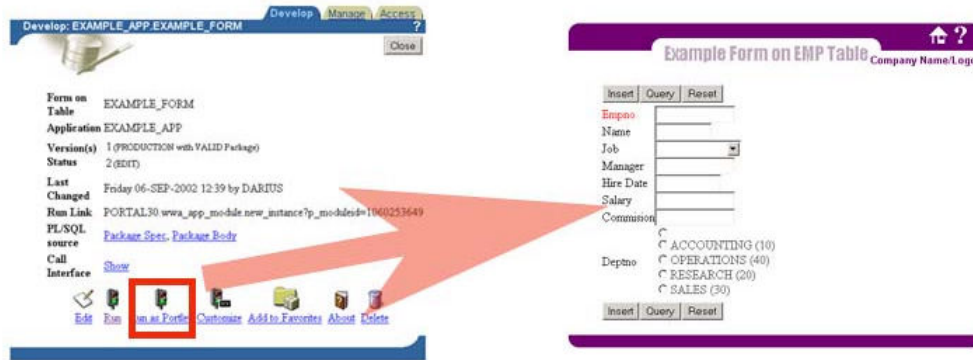 Develop Manage Access
Develop: EXAMPLE_APP.EXAMPLE_FORM ?
Close
Form on Table EXAMPLE_FORM
Application EXAMPLE_APP
Version(s) Status 1 (PRODUCTION with VALID Package)
2 (EDIT)
Last Changed Friday 06-SEP-2002 12:39 by DARIUS
Run Link PORTAL30.wwa_app_module.new_instance?p_moduleid=1060253649
PL/SQL source Package Spec, Package Body
Call Interface Show
Edit Run un as Portle Customize Add to Favorites About Delete
?
Example Form on EMP Table Company Name/Logo
Insert Query Reset
Empno
Name
Job
Manager
Hire Date
Salary
Commision
Deptno
ACCOUNTING (10)
OPERATIONS (40)
RESEARCH (20)
SALES (30)
Insert Query Reset